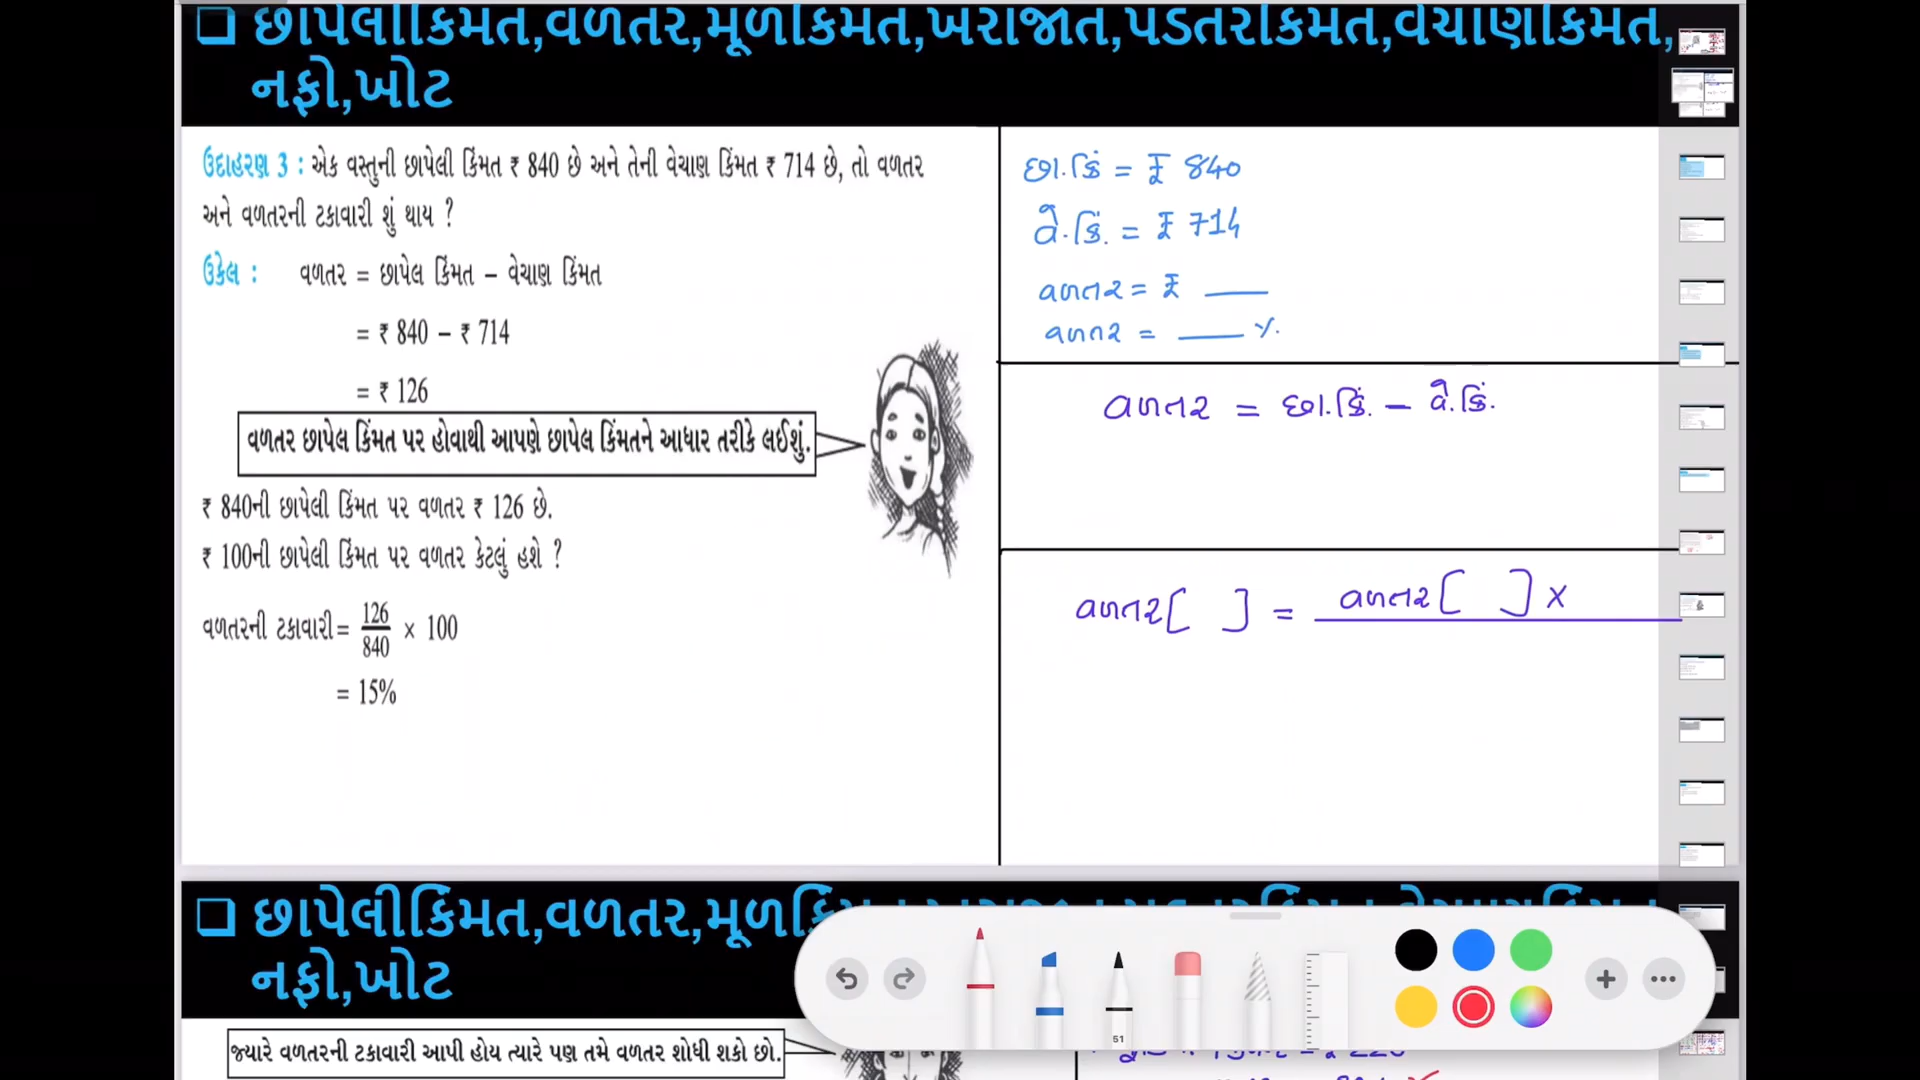 ❑ છાપેલીકિંમત,વળતર,મૂળકિંમત,ખરાજાત,પડતરકિંમત,વેચાણકિંમત,
નફો,ખોટ
ઉદાહરણ 3 : એક વસ્તુની છાપેલી કિંમત ₹ 840 છે અને તેની વેચાણ કિંમત ₹ 714 છે, તો વળતર
અને વળતરની ટકાવારી શું થાય ?
ઉકેલ : વળતર = છાપેલ કિંમત – વેચાણ કિંમત
= ₹ 840 – ₹ 714
= ₹ 126
વળતર છાપેલ કિંમત પર હોવાથી આપણે છાપેલ કિંમતને આધાર તરીકે લઈશું.
₹ 840ની છાપેલી કિંમત પર વળતર ₹ 126 છે.
₹ 100ની છાપેલી કિંમત પર વળતર કેટલું હશે ?
વળતરની ટકાવારી = 126/840 × 100
= 15%
છા.કિં = ₹ 840
વે.કિં. = ₹ 714
વળતર = ₹ ___
વળતર = ___ %.
વળતર = છા.કિં. – વે.કિં.
વળતર [ ] = વળતર [ ] ×
❑ છાપેલીકિંમત,વળતર,મૂળકિં
નફો,ખોટ
જ્યારે વળતરની ટકાવારી આપી હોય ત્યારે પણ તમે વળતર શોધી શકો છો.
51